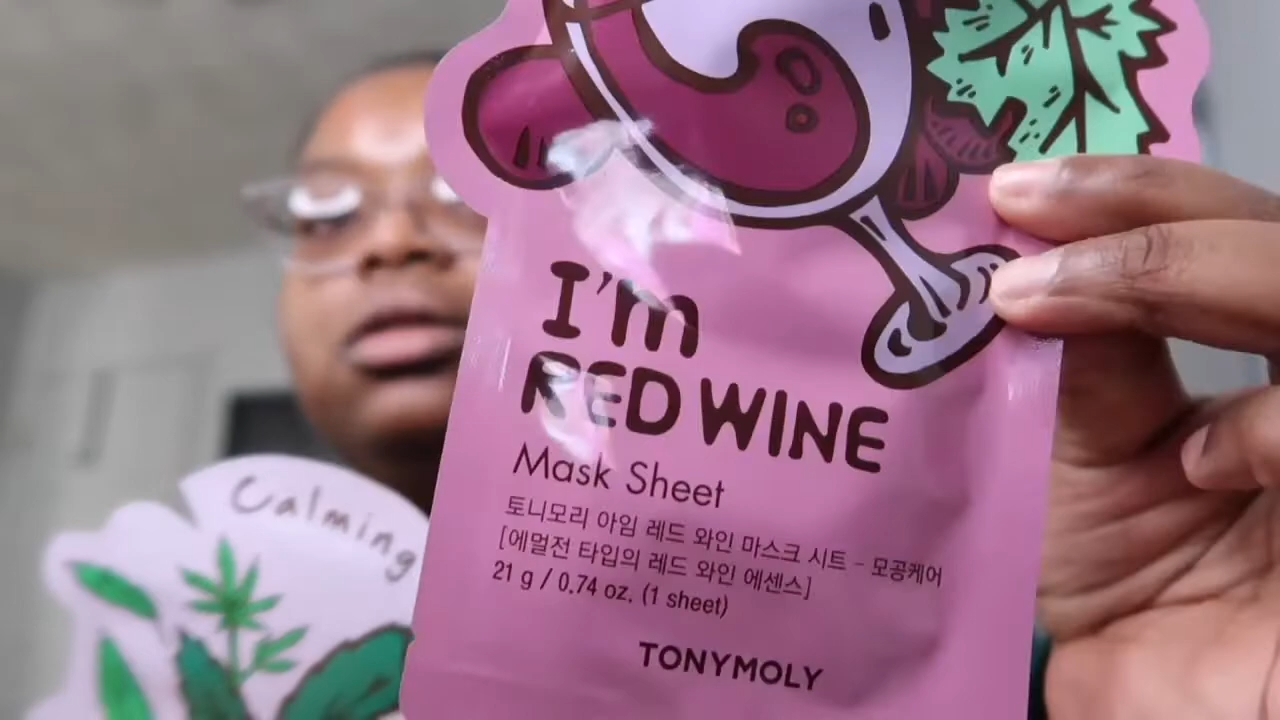 Calming
I'm
RED WINE
Mask Sheet
토니모리 아임 레드 와인 마스크 시트 - 모공케어
[에멀전 타입의 레드 와인 에센스]
21 g / 0.74 oz. (1 sheet)
TONYMOLY